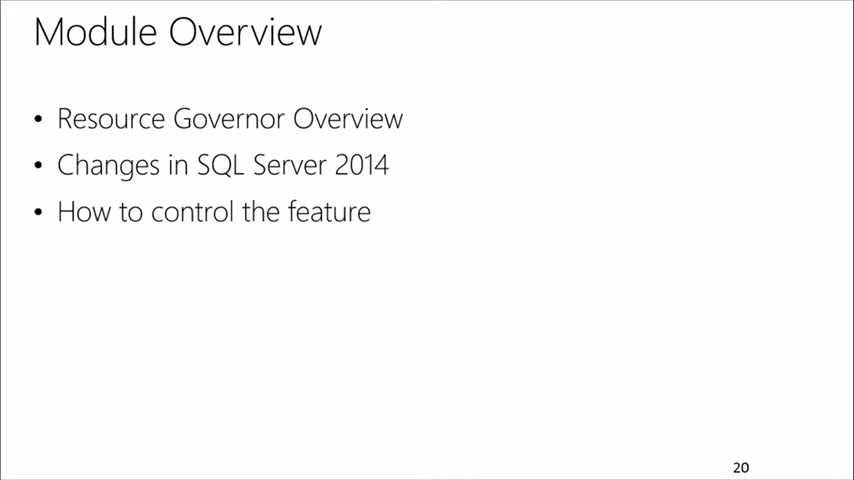 Module Overview
• Resource Governor Overview
• Changes in SQL Server 2014
• How to control the feature
20